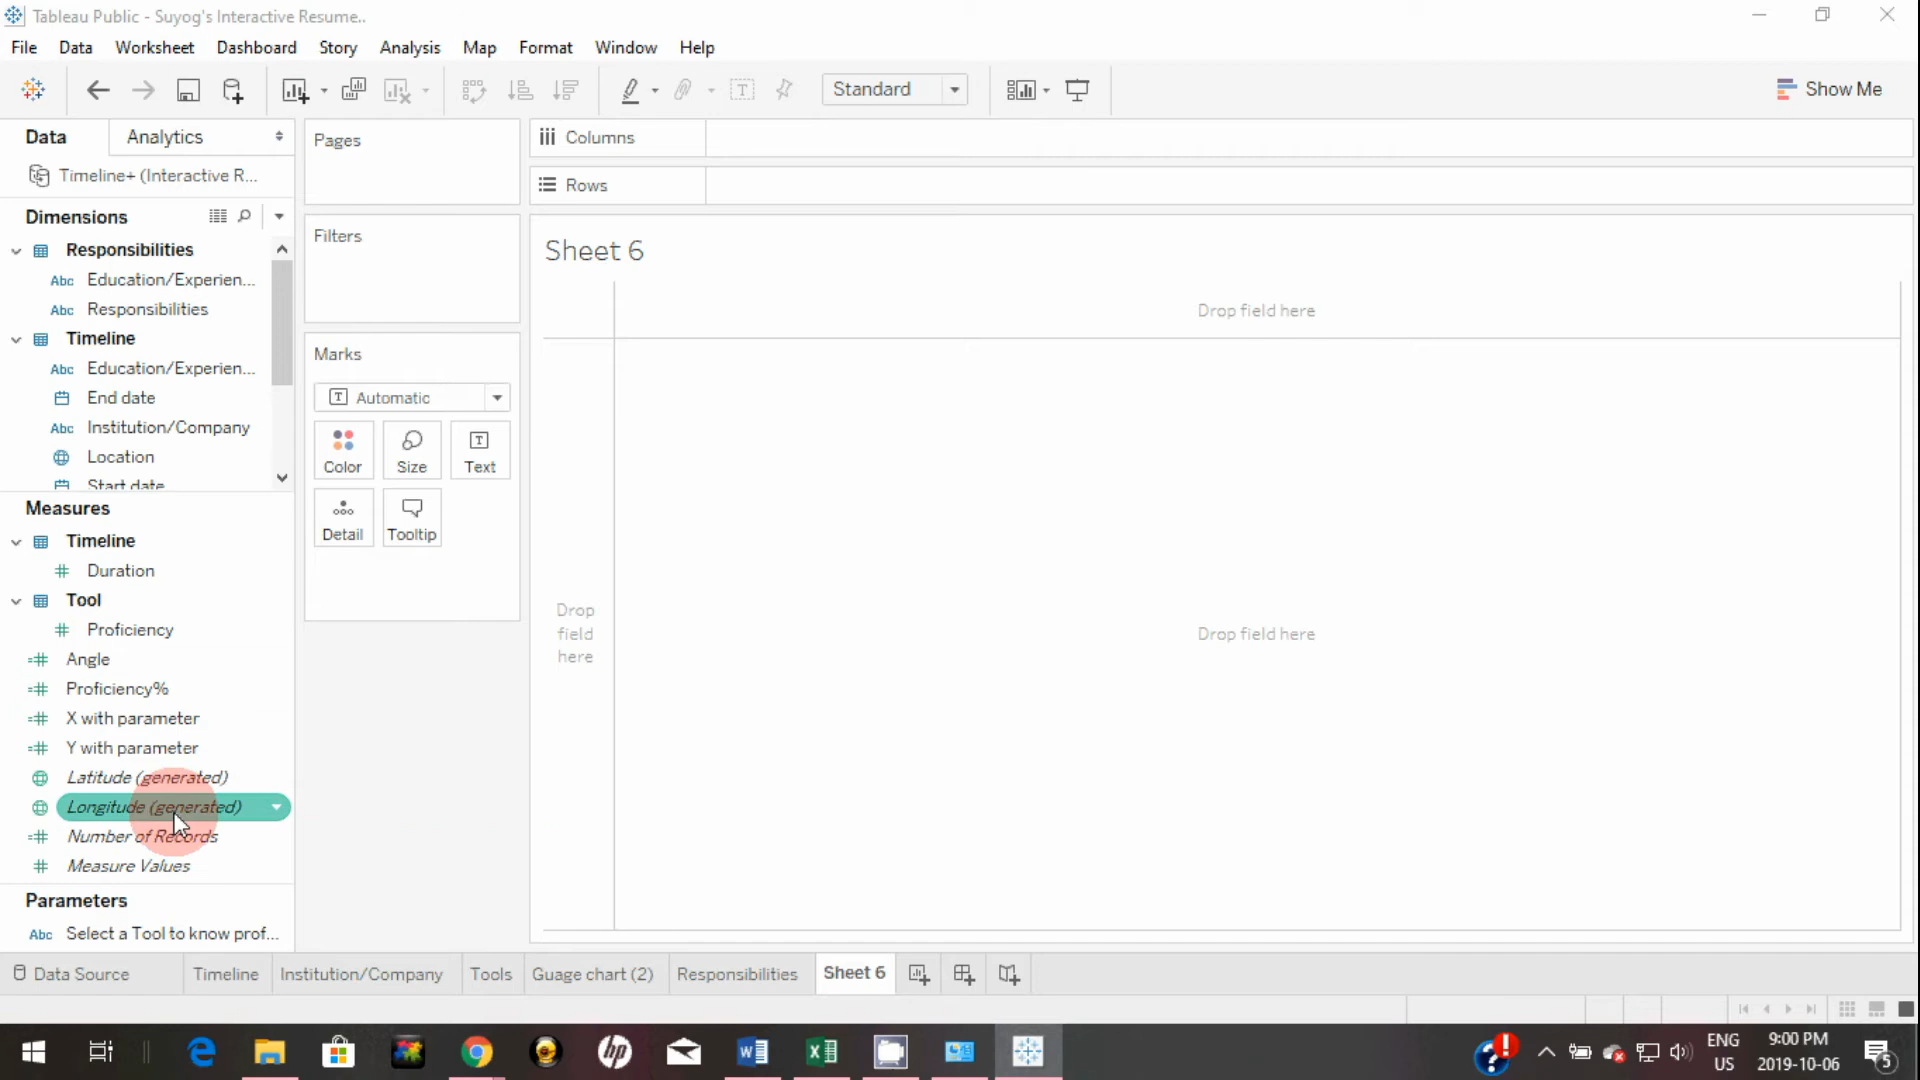 Tableau Public - Suyog's Interactive Resume..
File Data Worksheet Dashboard Story Analysis Map Format Window Help
Standard
Show Me
Data Analytics
Timeline+ (Interactive R...
Dimensions
Responsibilities
Abc Education/Experien...
Abc Responsibilities
Timeline
Abc Education/Experien...
End date
Abc Institution/Company
Location
Start date
Measures
Timeline
Duration
Tool
Proficiency
Angle
Proficiency%
X with parameter
Y with parameter
Latitude (generated)
Longitude (generated)
Number of Records
Measure Values
Parameters
Abc Select a Tool to know prof...
Pages
Filters
Marks
Automatic
Color Size Text
Detail Tooltip
Columns
Rows
Sheet 6
Drop field here
Drop
field
here
Drop field here
Data Source Timeline Institution/Company Tools Guage chart (2) Responsibilities Sheet 6
ENG
US
9:00 PM
2019-10-06
5